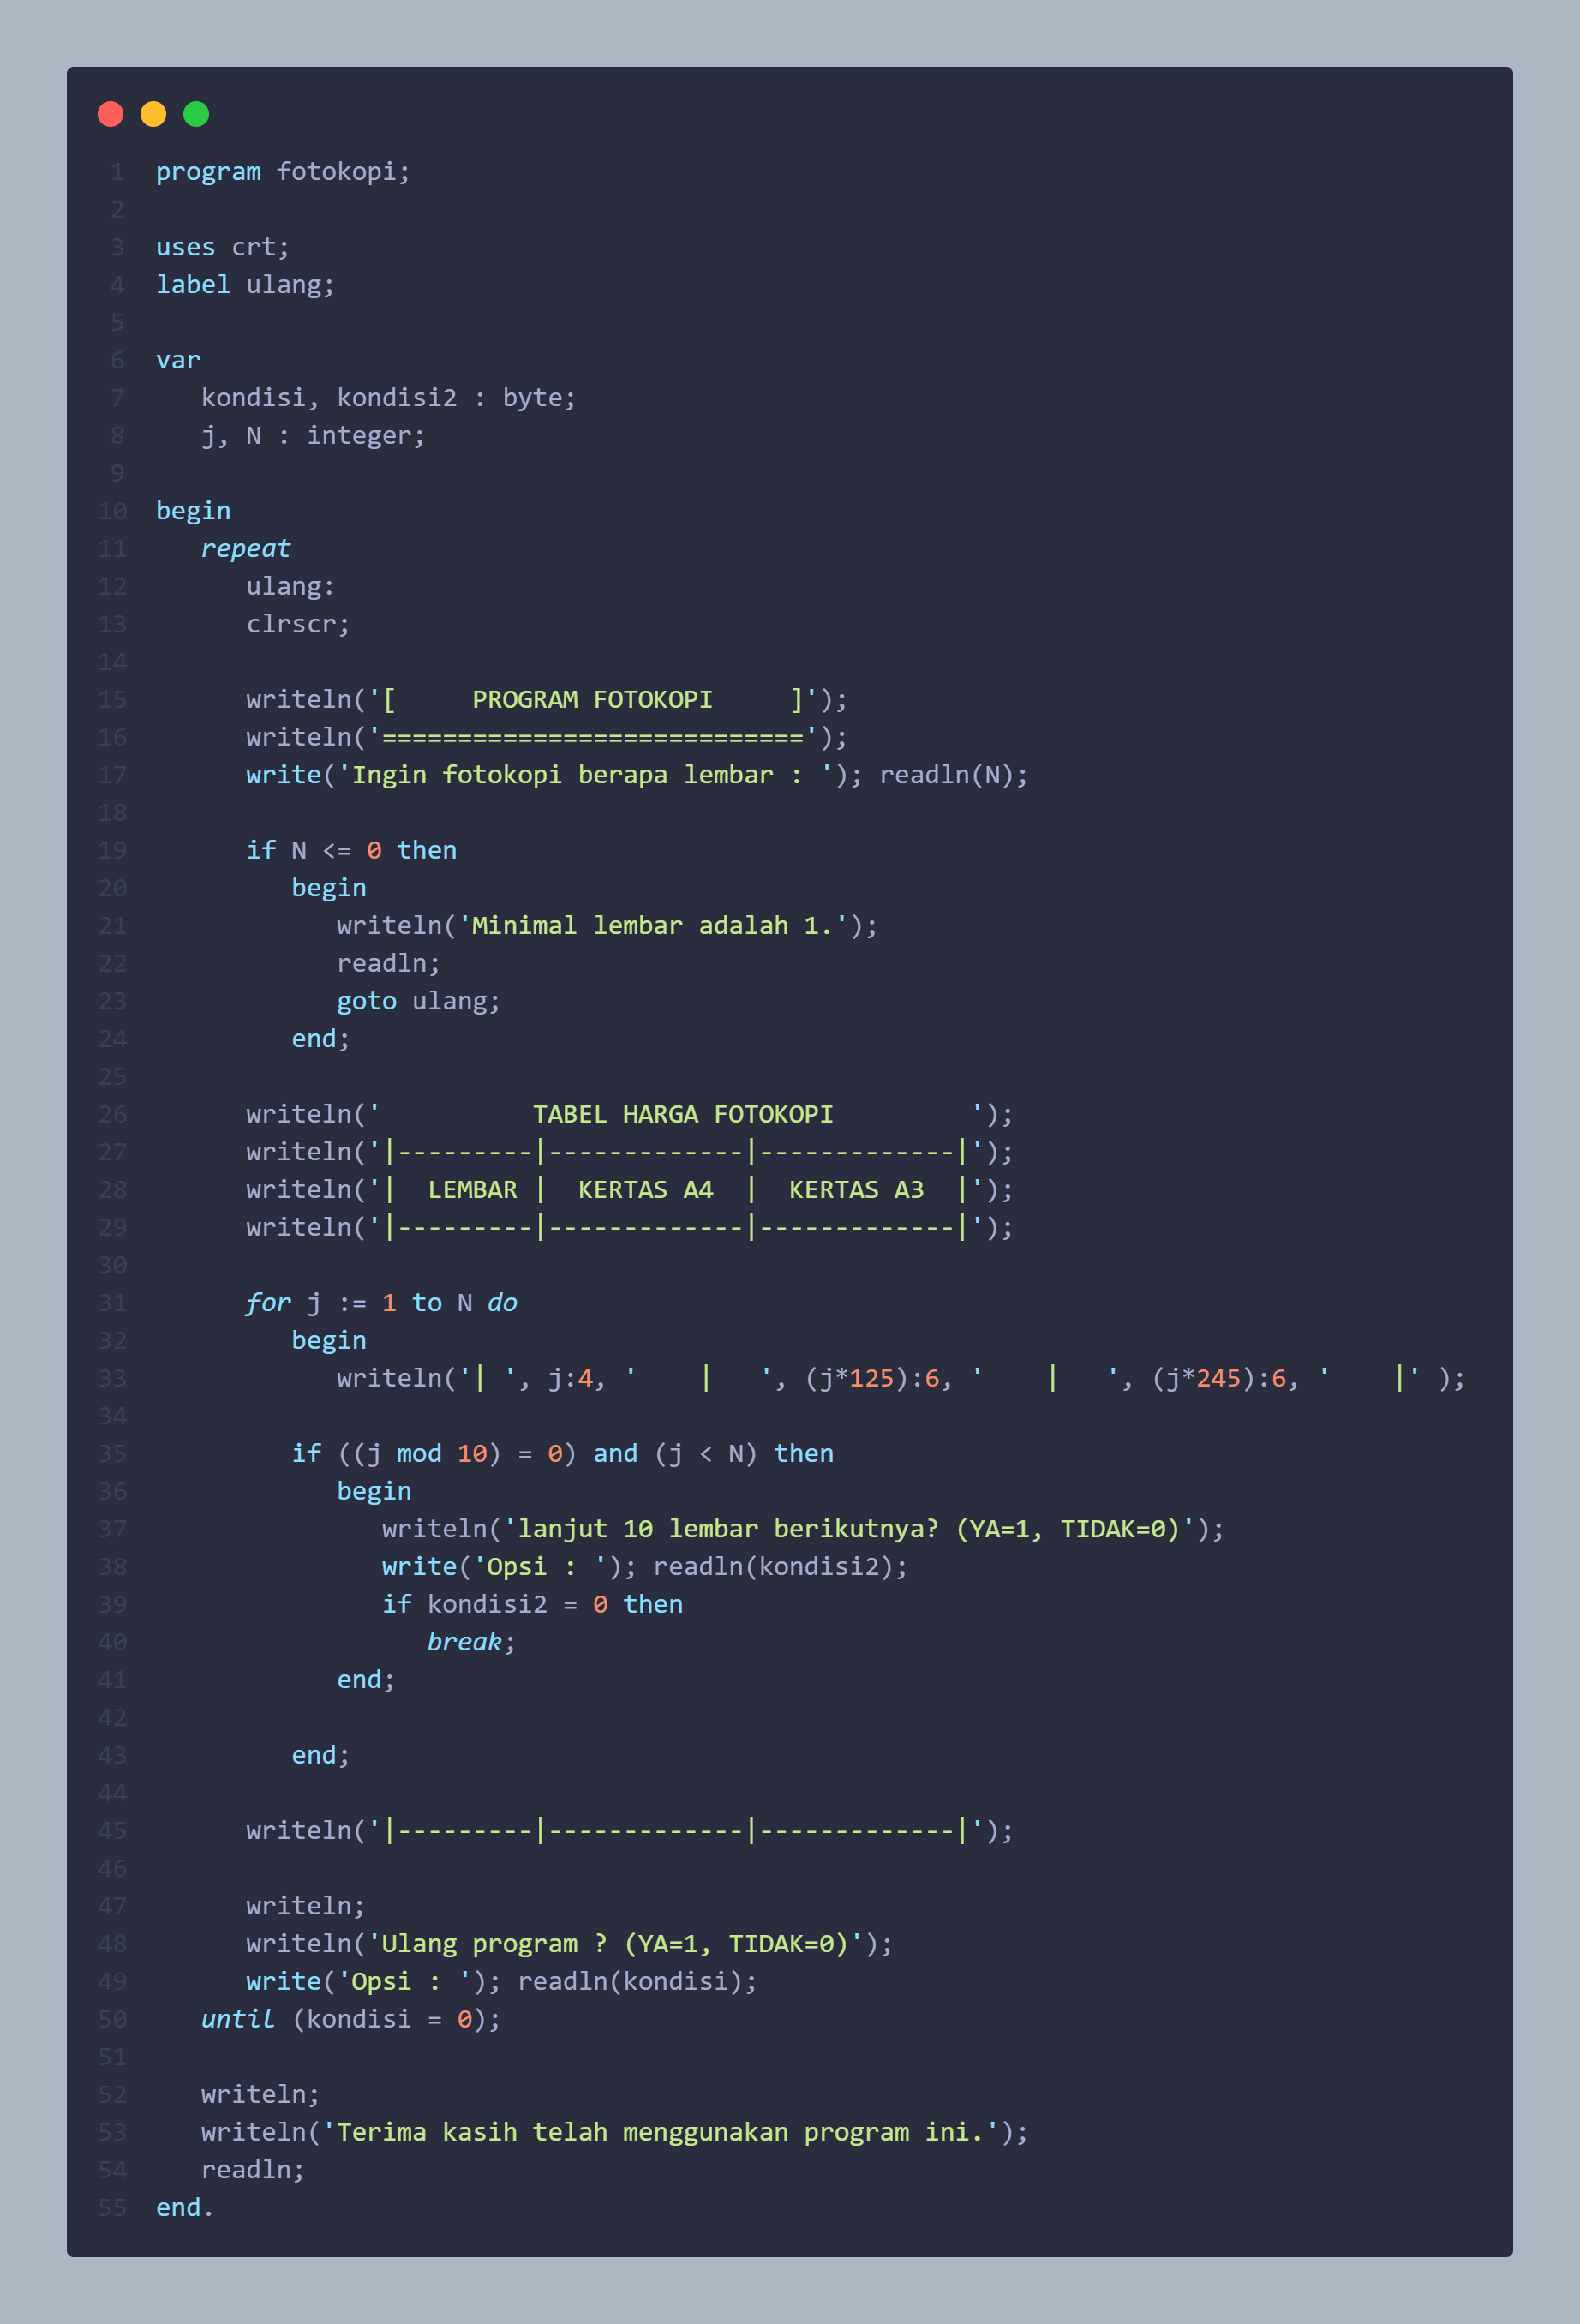 1 program fotokopi;
2
3 uses crt;
4 label ulang;
5
6 var
7    kondisi, kondisi2 : byte;
8    j, N : integer;
9
10 begin
11    repeat
12       ulang:
13       clrscr;
14
15       writeln('[     PROGRAM FOTOKOPI     ]');
16       writeln('============================');
17       write('Ingin fotokopi berapa lembar : '); readln(N);
18
19       if N <= 0 then
20          begin
21             writeln('Minimal lembar adalah 1.');
22             readln;
23             goto ulang;
24          end;
25
26       writeln('          TABEL HARGA FOTOKOPI         ');
27       writeln('|---------|-------------|-------------|');
28       writeln('|  LEMBAR |  KERTAS A4  |  KERTAS A3  |');
29       writeln('|---------|-------------|-------------|');
30
31       for j := 1 to N do
32          begin
33             writeln('| ', j:4, '    |   ', (j*125):6, '    |   ', (j*245):6, '    |' );
34
35          if ((j mod 10) = 0) and (j < N) then
36             begin
37                writeln('lanjut 10 lembar berikutnya? (YA=1, TIDAK=0)');
38                write('Opsi : '); readln(kondisi2);
39                if kondisi2 = 0 then
40                   break;
41             end;
42
43          end;
44
45       writeln('|---------|-------------|-------------|');
46
47       writeln;
48       writeln('Ulang program ? (YA=1, TIDAK=0)');
49       write('Opsi : '); readln(kondisi);
50    until (kondisi = 0);
51
52    writeln;
53    writeln('Terima kasih telah menggunakan program ini.');
54    readln;
55 end.